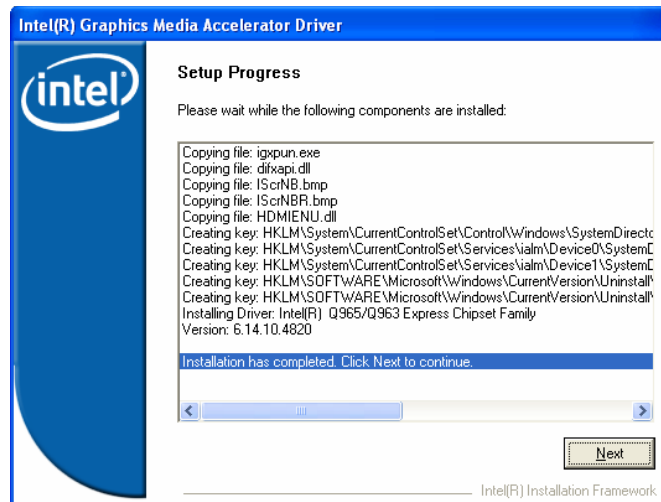 Intel(R) Graphics Media Accelerator Driver
intel
Setup Progress
Please wait while the following components are installed:
Copying file: igxpun.exe
Copying file: difxapi.dll
Copying file: IScrNB.bmp
Copying file: IScrNBR.bmp
Copying file: HDMIENU.dll
Creating key: HKLM\System\CurrentControlSet\Control\Windows\SystemDirecto
Creating key: HKLM\System\CurrentControlSet\Services\ialm\Device0\SystemD
Creating key: HKLM\System\CurrentControlSet\Services\ialm\Device1\SystemD
Creating key: HKLM\SOFTWARE\Microsoft\Windows\CurrentVersion\Uninstall\
Creating key: HKLM\SOFTWARE\Microsoft\Windows\CurrentVersion\Uninstall\
Installing Driver: Intel(R) Q965/Q963 Express Chipset Family
Version: 6.14.10.4820
Installation has completed. Click Next to continue.
Next
Intel(R) Installation Framework